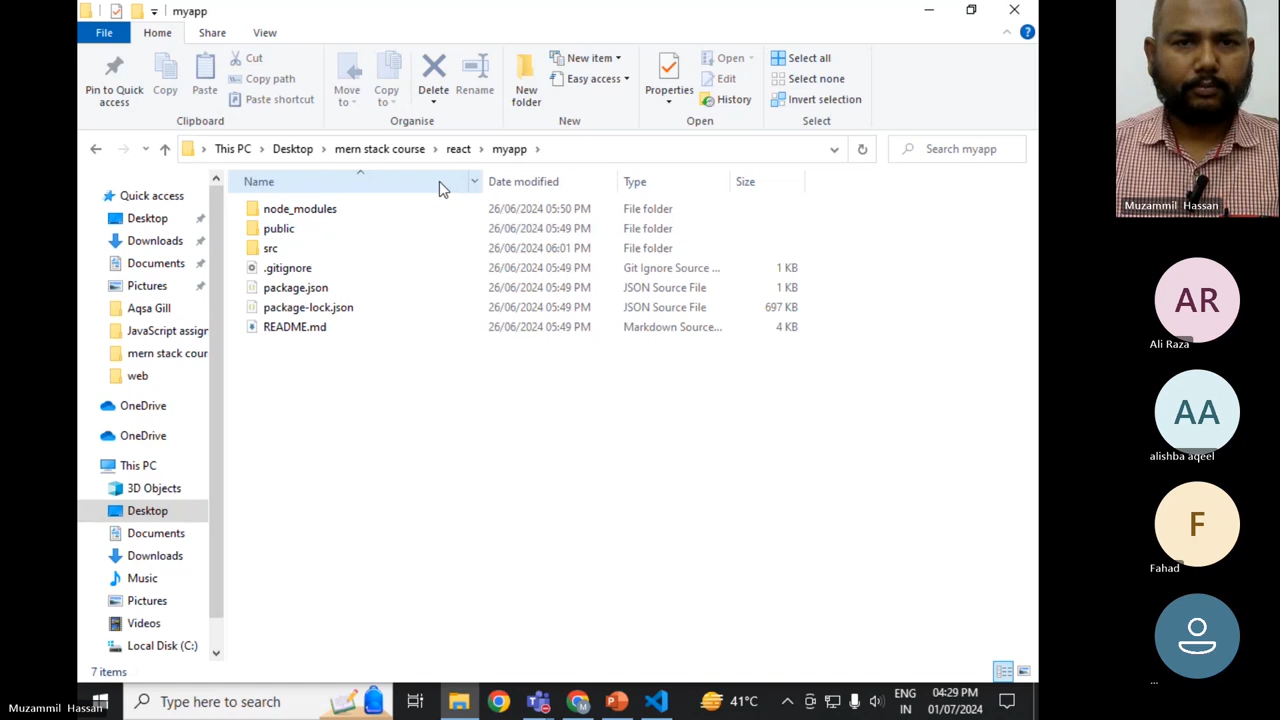 myapp
File Home Share View
Pin to Quick access
Copy
Paste
Cut
Copy path
Paste shortcut
Clipboard
Move to
Copy to
Delete
Rename
Organise
New folder
New item
Easy access
New
Properties
Open
Edit
History
Open
Select all
Select none
Invert selection
Select
This PC > Desktop > mern stack course > react > myapp >
Search myapp
Name Date modified Type Size
node_modules 26/06/2024 05:50 PM File folder
public 26/06/2024 05:49 PM File folder
src 26/06/2024 06:01 PM File folder
.gitignore 26/06/2024 05:49 PM Git Ignore Source ... 1 KB
package.json 26/06/2024 05:49 PM JSON Source File 1 KB
package-lock.json 26/06/2024 05:49 PM JSON Source File 697 KB
README.md 26/06/2024 05:49 PM Markdown Source... 4 KB
Quick access
Desktop
Downloads
Documents
Pictures
Aqsa Gill
JavaScript assign
mern stack cour
web
OneDrive
OneDrive
This PC
3D Objects
Desktop
Documents
Downloads
Music
Pictures
Videos
Local Disk (C:)
7 items
Type here to search
41°C
ENG
IN
04:29 PM
01/07/2024
Muzammil Hassan
Muzammil Hassan
AR
Ali Raza
AA
alishba aqeel
F
Fahad
...